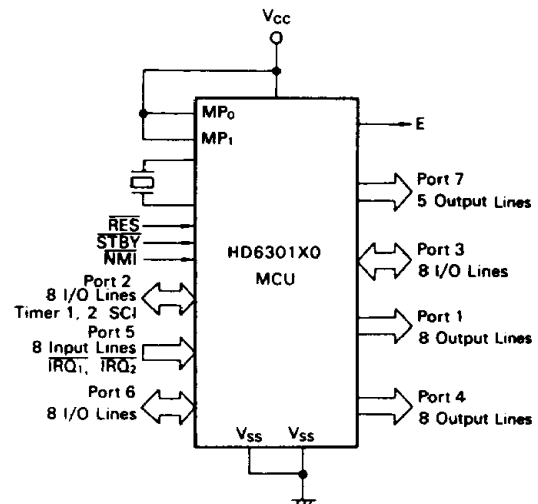 Vcc
MP0
MP1
E
Port 7
5 Output Lines
RES
STBY
NMI
HD6301X0
MCU
Port 3
8 I/O Lines
Port 2
8 I/O Lines
Timer 1, 2 SCI
Port 5
8 Input Lines
IRQ1, IRQ2
Port 1
8 Output Lines
Port 6
8 I/O Lines
Port 4
8 Output Lines
Vss Vss